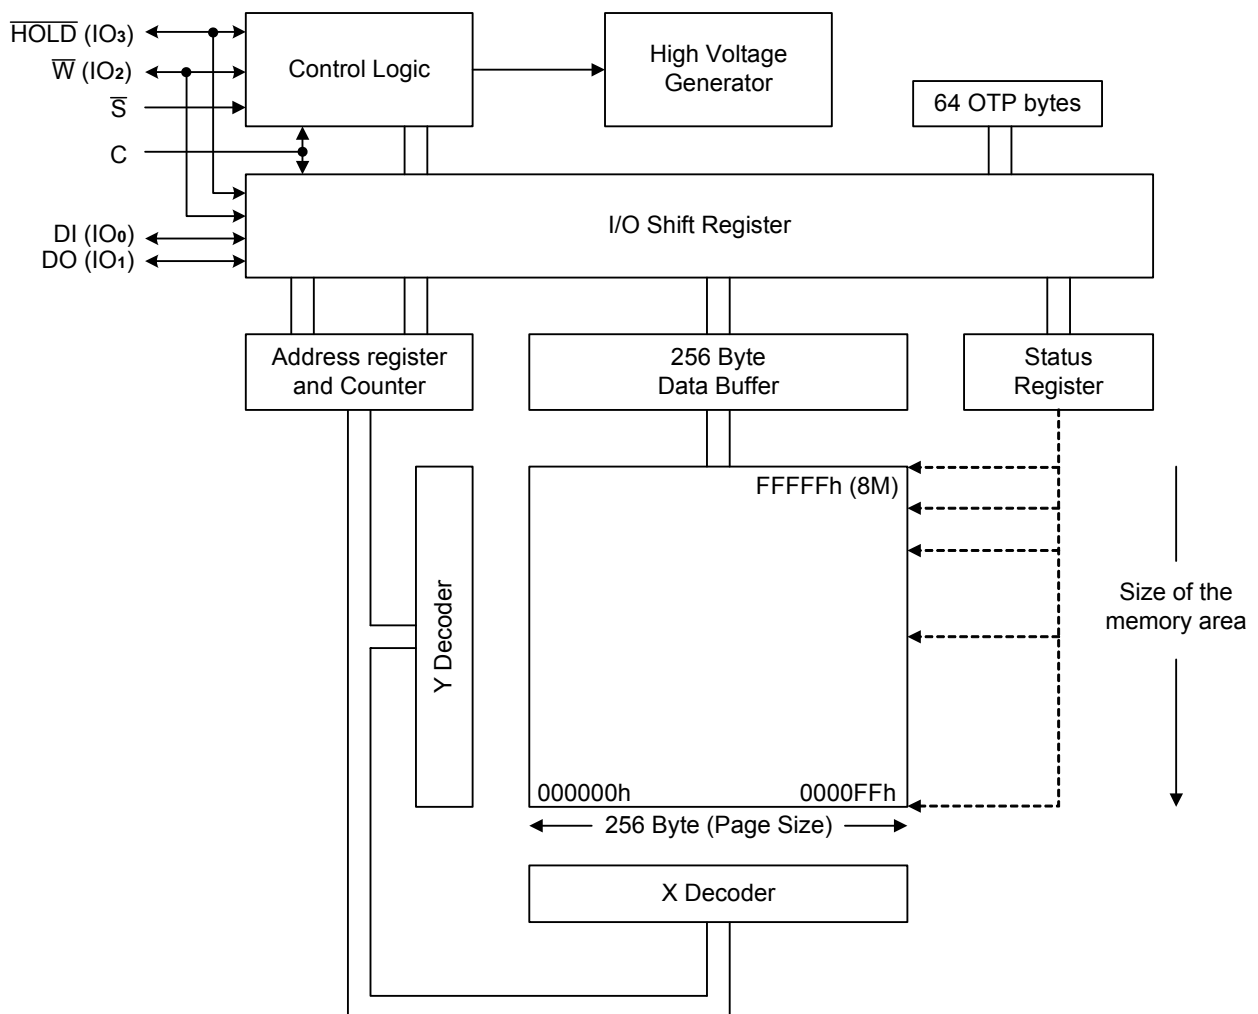 HOLD (IO3)
W (IO2)
S
C
DI (IO0)
DO (IO1)
Control Logic
High Voltage
Generator
64 OTP bytes
I/O Shift Register
Address register
and Counter
256 Byte
Data Buffer
Status
Register
Y Decoder
FFFFFh (8M)
000000h
0000FFh
256 Byte (Page Size)
Size of the
memory area
X Decoder